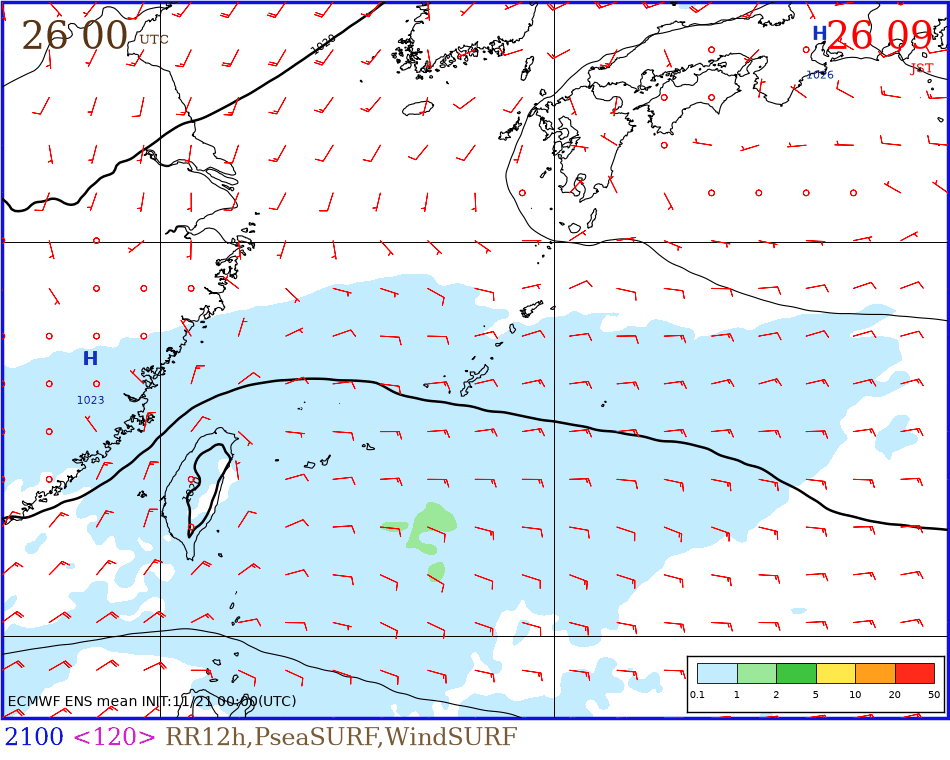 26 00 UTC
H 26 09
1026 JST
1020
H
1023
1020
ECMWF ENS mean INIT:11/21 00:00(UTC)
0.1 1 2 5 10 20 50
2100 <120> RR12h,PseaSURF,WindSURF